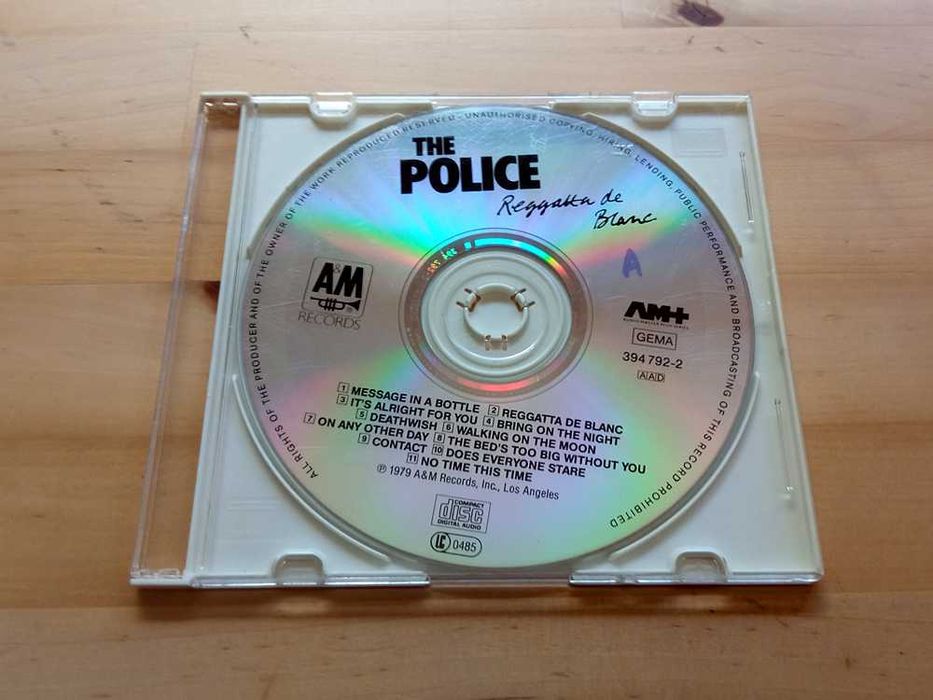 ALL RIGHTS OF THE PRODUCER AND OF THE OWNER OF THE WORK REPRODUCED RESERVED - UNAUTHORISED COPYING, HIRING, LENDING, PUBLIC PERFORMANCE AND BROADCASTING OF THIS RECORD PROHIBITED
THE
POLICE
Reggatta de
Blanc
A
A&M
RECORDS
AM+
GEMA
394 792-2
AAD
1 MESSAGE IN A BOTTLE 2 REGGATTA DE BLANC
3 IT'S ALRIGHT FOR YOU 4 BRING ON THE NIGHT
5 DEATHWISH 6 WALKING ON THE MOON
7 ON ANY OTHER DAY 8 THE BED'S TOO BIG WITHOUT YOU
9 CONTACT 10 DOES EVERYONE STARE
11 NO TIME THIS TIME
℗ 1979 A&M Records, Inc., Los Angeles
COMPACT
disc
DIGITAL AUDIO
LC 0485